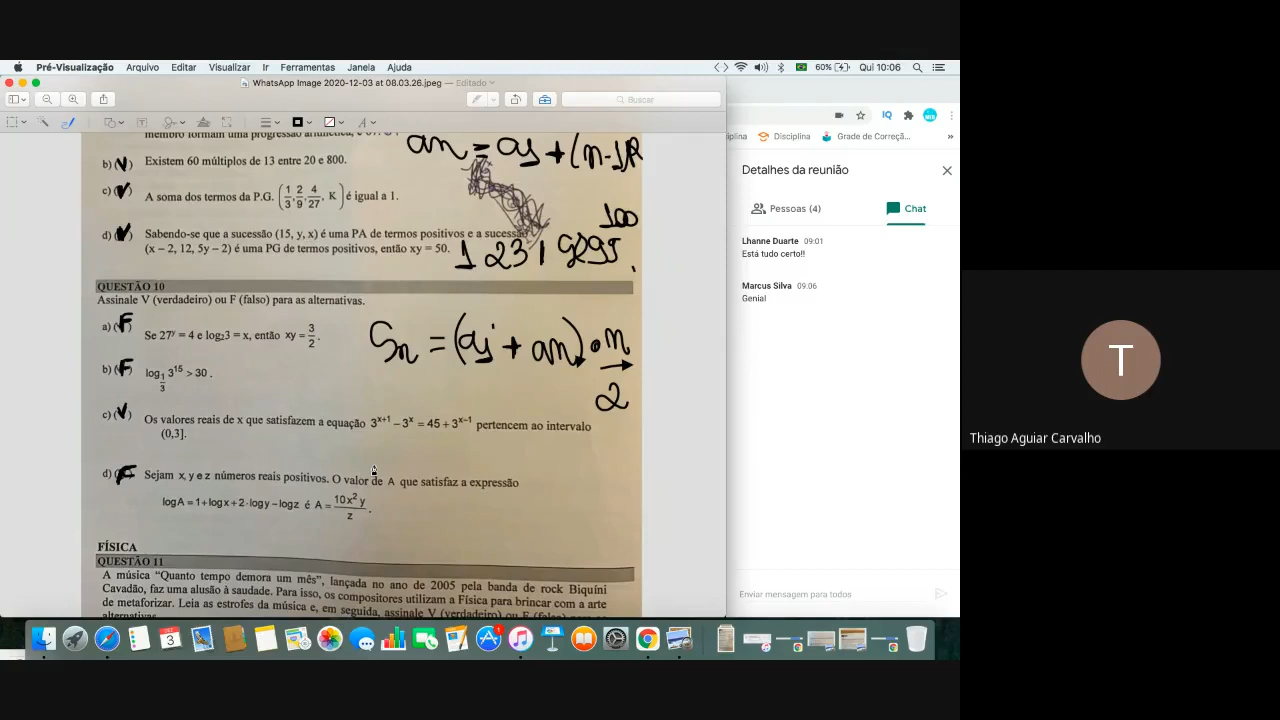 Pré-Visualização Arquivo Editar Visualizar Ir Ferramentas Janela Ajuda 60% Qui 10:06
WhatsApp Image 2020-12-03 at 08.03.26.jpeg — Editado
Buscar
b) (V) Existem 60 múltiplos de 13 entre 20 e 800.
an = a1 + (n-1)R
c) (V) A soma dos termos da P.G. (1/3, 2/9, 4/27, K) é igual a 1.
100
d) (V) Sabendo-se que a sucessão (15, y, x) é uma PA de termos positivos e a sucessão
(x – 2, 12, 5y – 2) é uma PG de termos positivos, então xy = 50.
QUESTÃO 10
Assinale V (verdadeiro) ou F (falso) para as alternativas.
a) (F) Se 27^y = 4 e log₂3 = x, então xy = 3/2.
Sn = (a1 + an) . n
2
b) (F) log_1/3 3^15 > 30.
c) (V) Os valores reais de x que satisfazem a equação 3^x+1 – 3^x = 45 + 3^x–1 pertencem ao intervalo
(0,3].
d) (F) Sejam x, y e z números reais positivos. O valor de A que satisfaz a expressão
logA = 1 + logx + 2·logy – logz é A = 10x²y/z.
FÍSICA
QUESTÃO 11
A música “Quanto tempo demora um mês”, lançada no ano de 2005 pela banda de rock Biquíni
Cavadão, faz uma alusão à saudade. Para isso, os compositores utilizam a Física para brincar com a arte
de metaforizar. Leia as estrofes da música e, em seguida, assinale V (verdadeiro) ou F (falso)
IQ
Disciplina Grade de Correçã...
Detalhes da reunião
Pessoas (4) Chat
Lhanne Duarte 09:01
Está tudo certo!!
Marcus Silva 09:06
Genial
Enviar mensagem para todos
T
Thiago Aguiar Carvalho